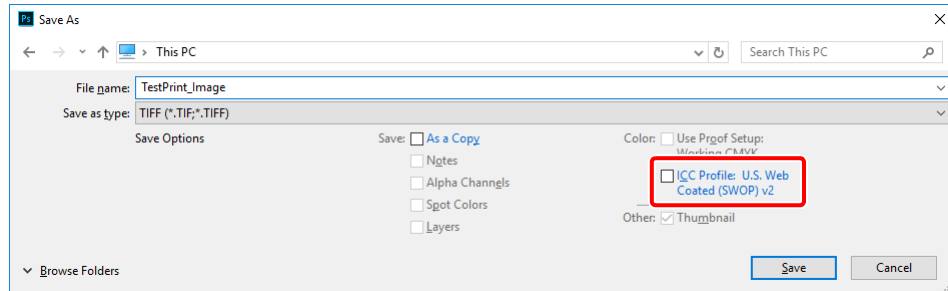 Ps Save As
This PC
Search This PC
File name: TestPrint_Image
Save as type: TIFF (*.TIF;*.TIFF)
Save Options
Save: As a Copy
Notes
Alpha Channels
Spot Colors
Layers
Color: Use Proof Setup:
Working CMYK
ICC Profile: U.S. Web
Coated (SWOP) v2
Other: Thumbnail
Browse Folders
Save
Cancel